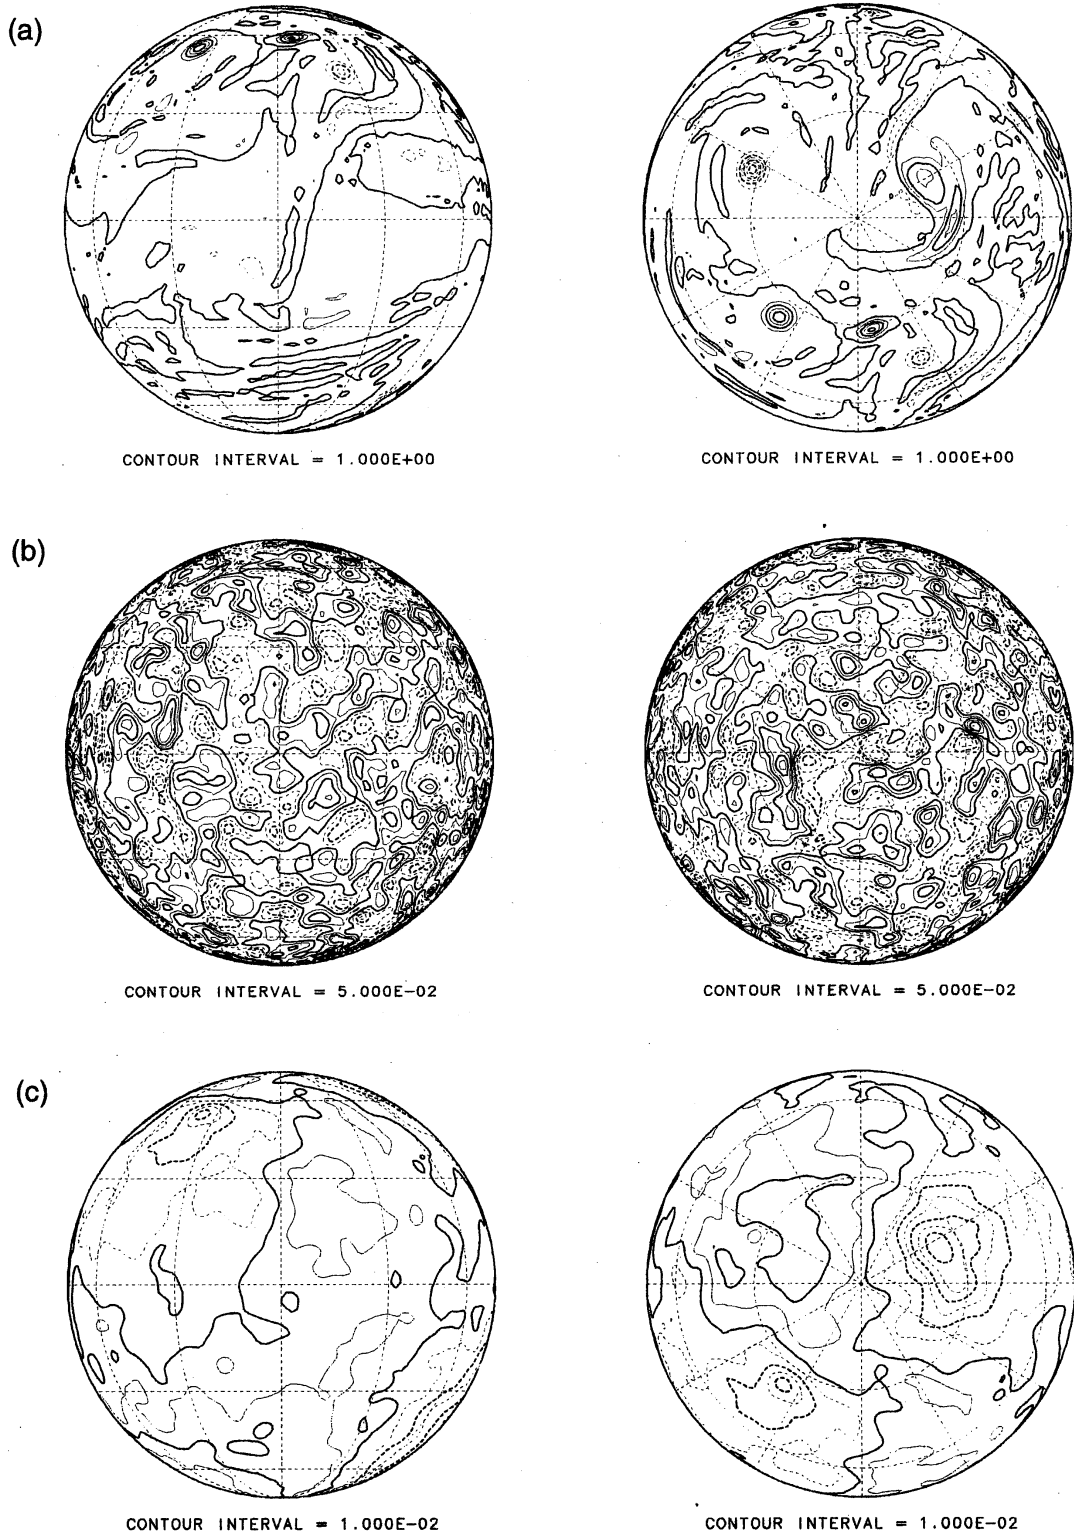 (a)
CONTOUR INTERVAL = 1.000E+00
CONTOUR INTERVAL = 1.000E+00
(b)
CONTOUR INTERVAL = 5.000E-02
CONTOUR INTERVAL = 5.000E-02
(c)
CONTOUR INTERVAL = 1.000E-02
CONTOUR INTERVAL = 1.000E-02